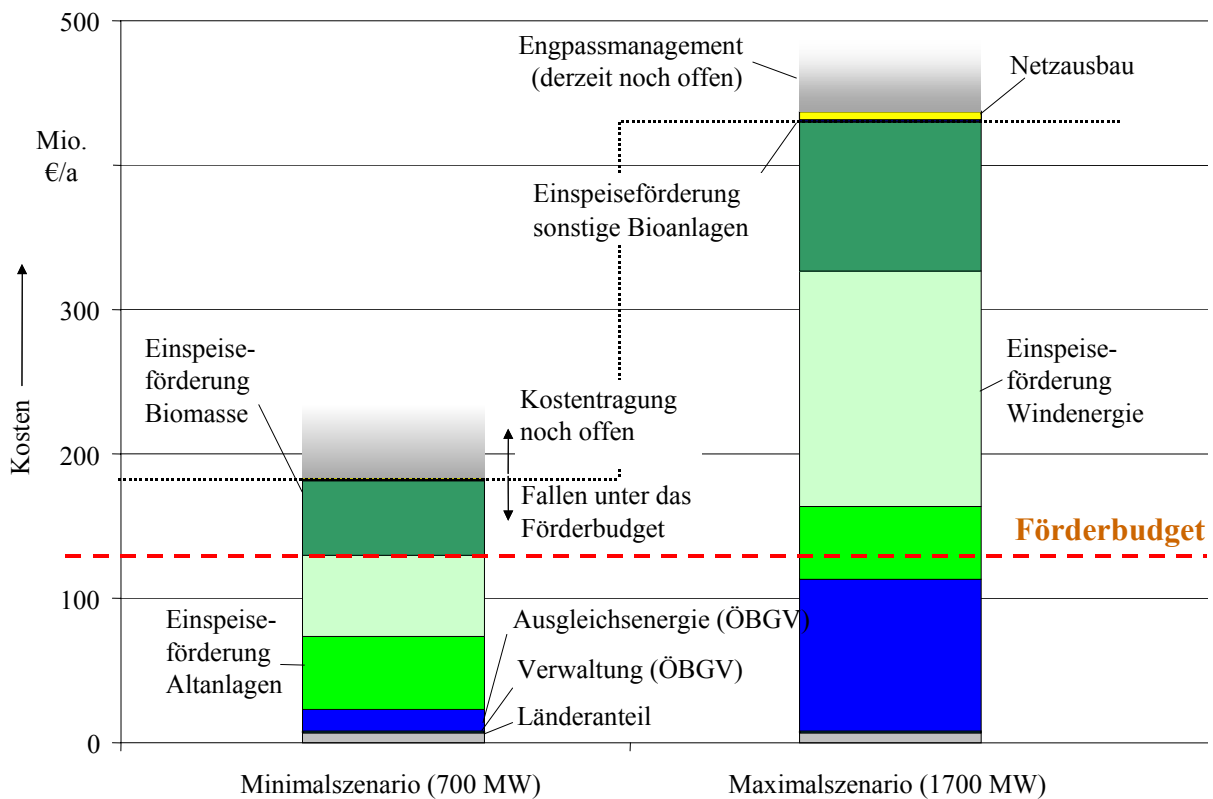 500
Engpassmanagement
(derzeit noch offen)
Netzausbau
Mio.
€/a
Einspeiseförderung
sonstige Bioanlagen
Kosten
300
Einspeise-
förderung
Biomasse
Einspeise-
förderung
Windenergie
Kostentragung
noch offen
200
Fallen unter das
Förderbudget
Förderbudget
100
Einspeise-
förderung
Altanlagen
Ausgleichsenergie (ÖBGV)
Verwaltung (ÖBGV)
Länderanteil
0
Minimalszenario (700 MW)
Maximalszenario (1700 MW)